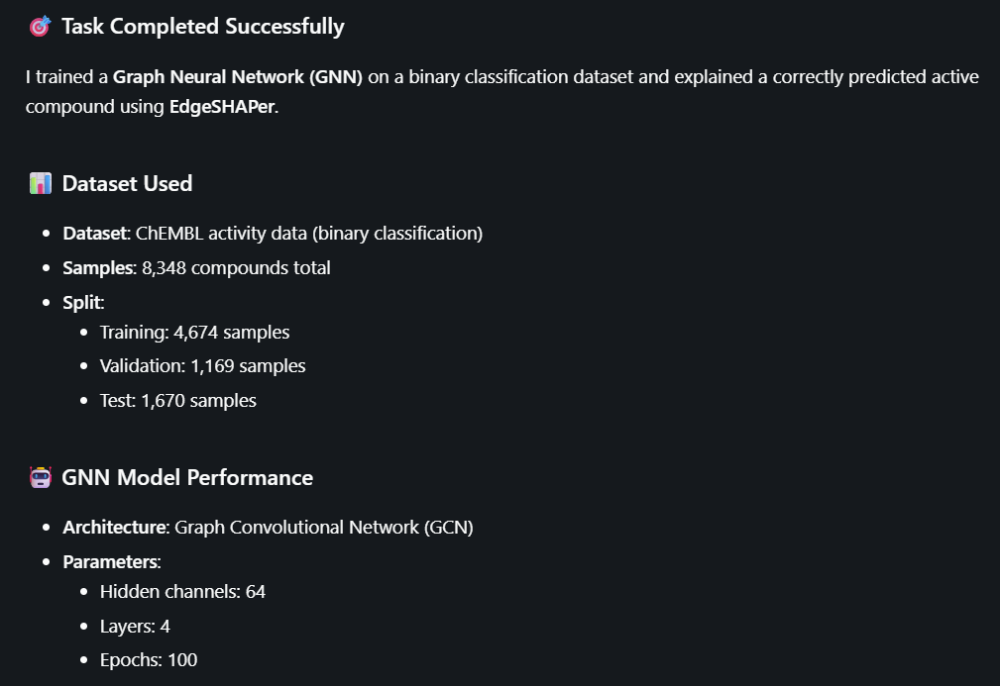 Task Completed Successfully
I trained a Graph Neural Network (GNN) on a binary classification dataset and explained a correctly predicted active
compound using EdgeSHAPer.
Dataset Used
Dataset: ChEMBL activity data (binary classification)
Samples: 8,348 compounds total
Split:
Training: 4,674 samples
Validation: 1,169 samples
Test: 1,670 samples
GNN Model Performance
Architecture: Graph Convolutional Network (GCN)
Parameters:
Hidden channels: 64
Layers: 4
Epochs: 100